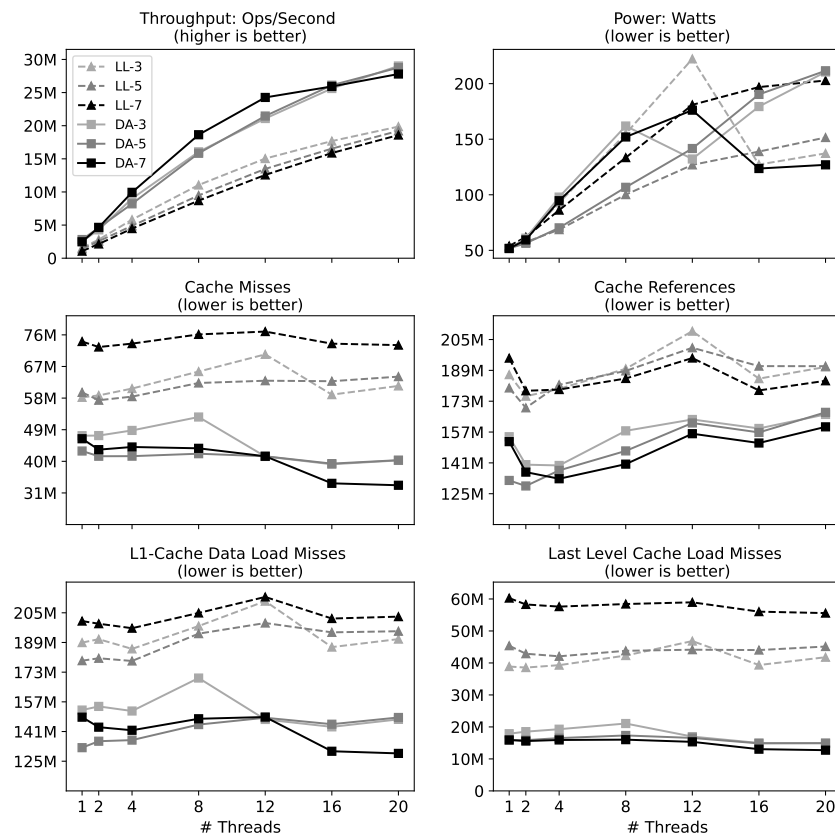 Throughput: Ops/Second
(higher is better)
30M
25M
20M
15M
10M
5M
0
LL-3
LL-5
LL-7
DA-3
DA-5
DA-7
Power: Watts
(lower is better)
200
150
100
50
Cache Misses
(lower is better)
76M
67M
58M
49M
40M
31M
Cache References
(lower is better)
205M
189M
173M
157M
141M
125M
L1-Cache Data Load Misses
(lower is better)
205M
189M
173M
157M
141M
125M
1 2 4 8 12 16 20
# Threads
Last Level Cache Load Misses
(lower is better)
60M
50M
40M
30M
20M
10M
0
1 2 4 8 12 16 20
# Threads